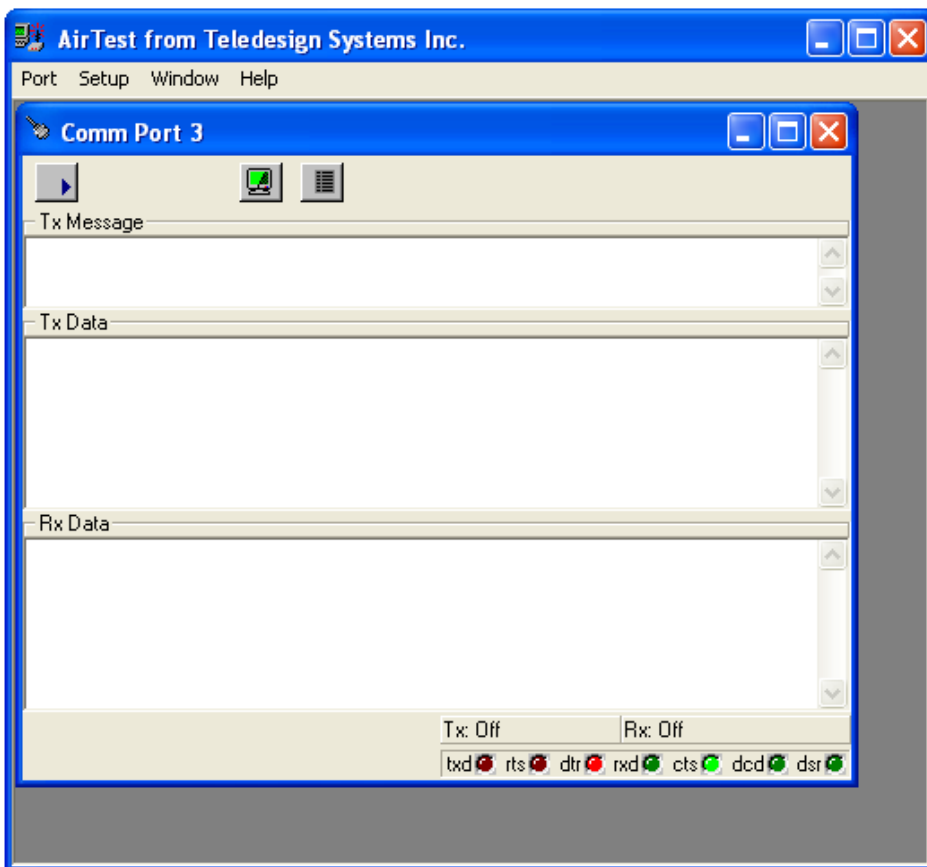 AirTest from Teledesign Systems Inc.
Port Setup Window Help
Comm Port 3
Tx Message
Tx Data
Rx Data
Tx: Off Rx: Off
txd rts dtr rxd cts dcd dsr